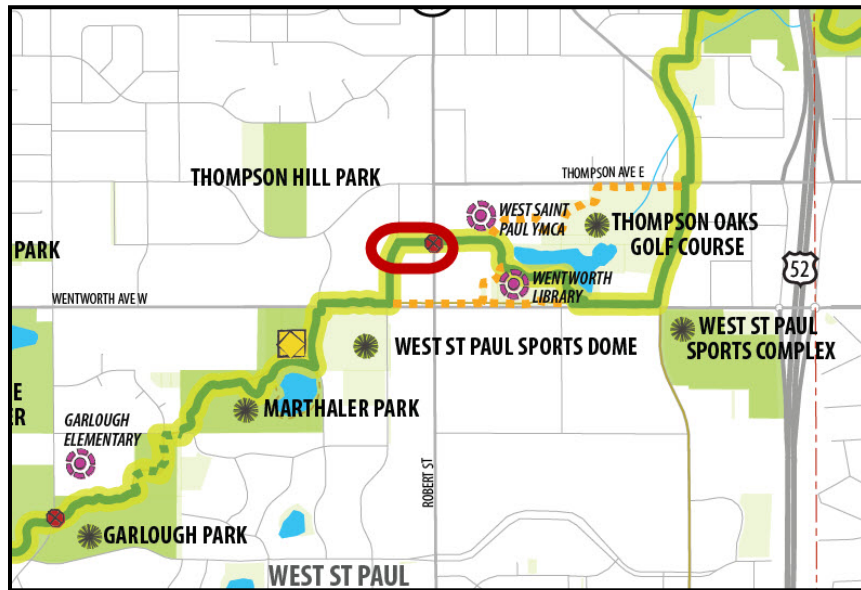 THOMPSON HILL PARK
THOMPSON AVE E
WEST SAINT
PAUL YMCA
THOMPSON OAKS
GOLF COURSE
PARK
52
WENTWORTH AVE W
WENTWORTH
LIBRARY
WEST ST PAUL
SPORTS COMPLEX
WEST ST PAUL SPORTS DOME
E
ER
GARLOUGH
ELEMENTARY
MARTHALER PARK
ROBERT ST
GARLOUGH PARK
WEST ST PAUL